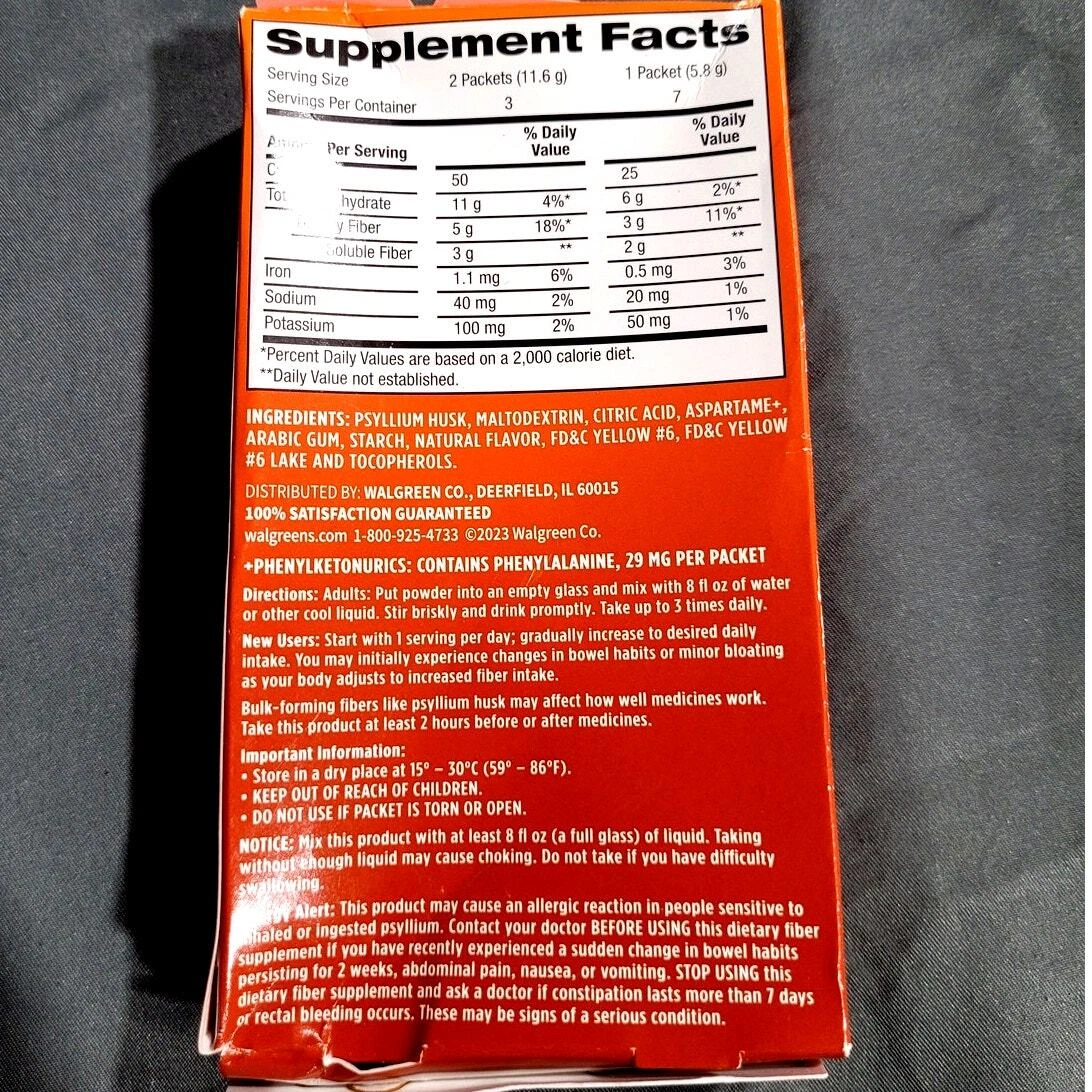 Supplement Facts
Serving Size 2 Packets (11.6 g) 1 Packet (5.8 g)
Servings Per Container 3 7
% Daily Value % Daily Value
Per Serving
50 25
hydrate 11 g 4%* 6 g 2%*
Fiber 5 g 18%* 3 g 11%*
Soluble Fiber 3 g ** 2 g **
Iron 1.1 mg 6% 0.5 mg 3%
Sodium 40 mg 2% 20 mg 1%
Potassium 100 mg 2% 50 mg 1%
*Percent Daily Values are based on a 2,000 calorie diet.
**Daily Value not established.
INGREDIENTS: PSYLLIUM HUSK, MALTODEXTRIN, CITRIC ACID, ASPARTAME+,
ARABIC GUM, STARCH, NATURAL FLAVOR, FD&C YELLOW #6, FD&C YELLOW
#6 LAKE AND TOCOPHEROLS.
DISTRIBUTED BY: WALGREEN CO., DEERFIELD, IL 60015
100% SATISFACTION GUARANTEED
walgreens.com 1-800-925-4733 ©2023 Walgreen Co.
+PHENYLKETONURICS: CONTAINS PHENYLALANINE, 29 MG PER PACKET
Directions: Adults: Put powder into an empty glass and mix with 8 fl oz of water
or other cool liquid. Stir briskly and drink promptly. Take up to 3 times daily.
New Users: Start with 1 serving per day; gradually increase to desired daily
intake. You may initially experience changes in bowel habits or minor bloating
as your body adjusts to increased fiber intake.
Bulk-forming fibers like psyllium husk may affect how well medicines work.
Take this product at least 2 hours before or after medicines.
Important Information:
• Store in a dry place at 15° – 30°C (59° – 86°F).
• KEEP OUT OF REACH OF CHILDREN.
• DO NOT USE IF PACKET IS TORN OR OPEN.
NOTICE: Mix this product with at least 8 fl oz (a full glass) of liquid. Taking
without enough liquid may cause choking. Do not take if you have difficulty
swallowing.
Alert: This product may cause an allergic reaction in people sensitive to
inhaled or ingested psyllium. Contact your doctor BEFORE USING this dietary fiber
supplement if you have recently experienced a sudden change in bowel habits
persisting for 2 weeks, abdominal pain, nausea, or vomiting. STOP USING this
dietary fiber supplement and ask a doctor if constipation lasts more than 7 days
or rectal bleeding occurs. These may be signs of a serious condition.